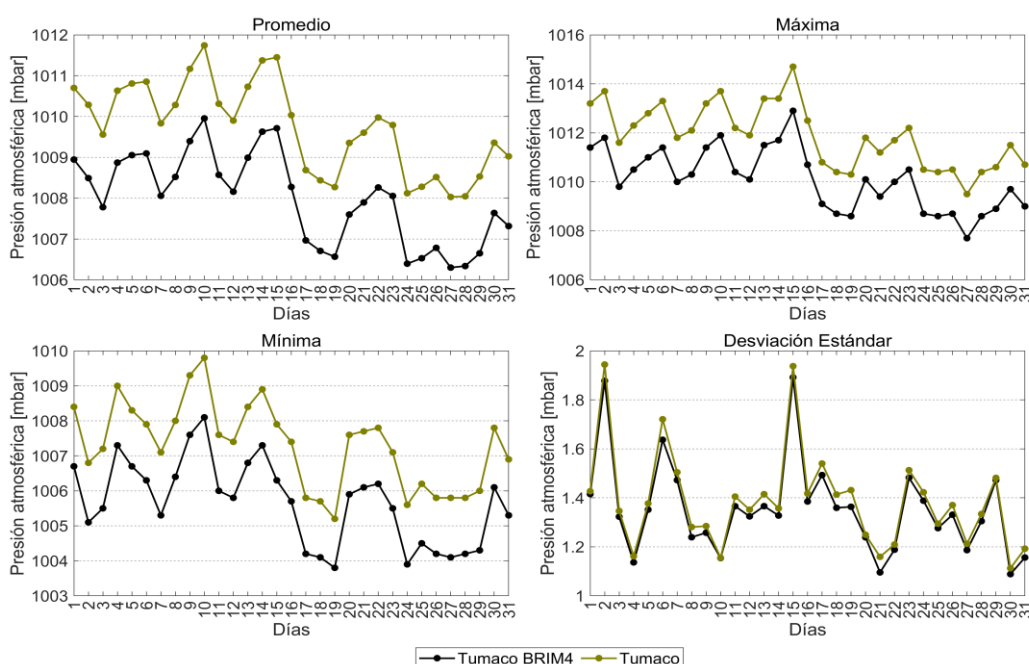 Promedio
Presión atmosférica [mbar]
1012
1011
1010
1009
1008
1007
1006
1 2 3 4 5 6 7 8 9 10 11 12 13 14 15 16 17 18 19 20 21 22 23 24 25 26 27 28 29 30 31
Días
Máxima
Presión atmosférica [mbar]
1016
1014
1012
1010
1008
1006
1 2 3 4 5 6 7 8 9 10 11 12 13 14 15 16 17 18 19 20 21 22 23 24 25 26 27 28 29 30 31
Días
Mínima
Presión atmosférica [mbar]
1010
1009
1008
1007
1006
1005
1004
1003
1 2 3 4 5 6 7 8 9 10 11 12 13 14 15 16 17 18 19 20 21 22 23 24 25 26 27 28 29 30 31
Días
Desviación Estándar
Presión atmosférica [mbar]
2
1.8
1.6
1.4
1.2
1
1 2 3 4 5 6 7 8 9 10 11 12 13 14 15 16 17 18 19 20 21 22 23 24 25 26 27 28 29 30 31
Días
Tumaco BRIM4 Tumaco